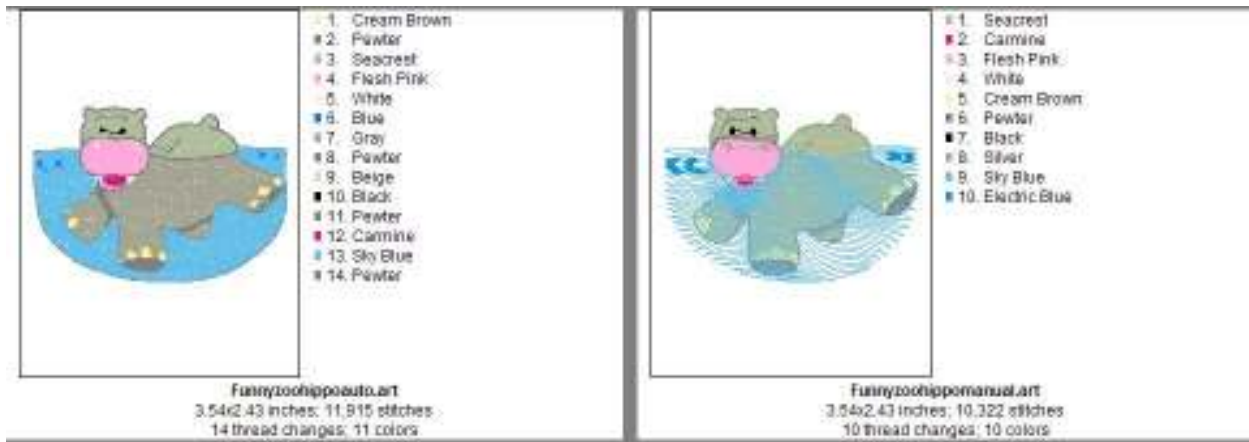 1. Cream Brown
2. Pewter
3. Seacrest
4. Flesh Pink
5. White
6. Blue
7. Gray
8. Pewter
9. Beige
10. Black
11. Pewter
12. Carmine
13. Sky Blue
14. Pewter
Funnyzoohippoauto.art
3.54x2.43 inches; 11,915 stitches
14 thread changes; 11 colors
1. Seacrest
2. Carmine
3. Flesh Pink
4. White
5. Cream Brown
6. Pewter
7. Black
8. Silver
9. Sky Blue
10. Electric Blue
Funnyzoohippomanual.art
3.54x2.43 inches; 10,322 stitches
10 thread changes; 10 colors